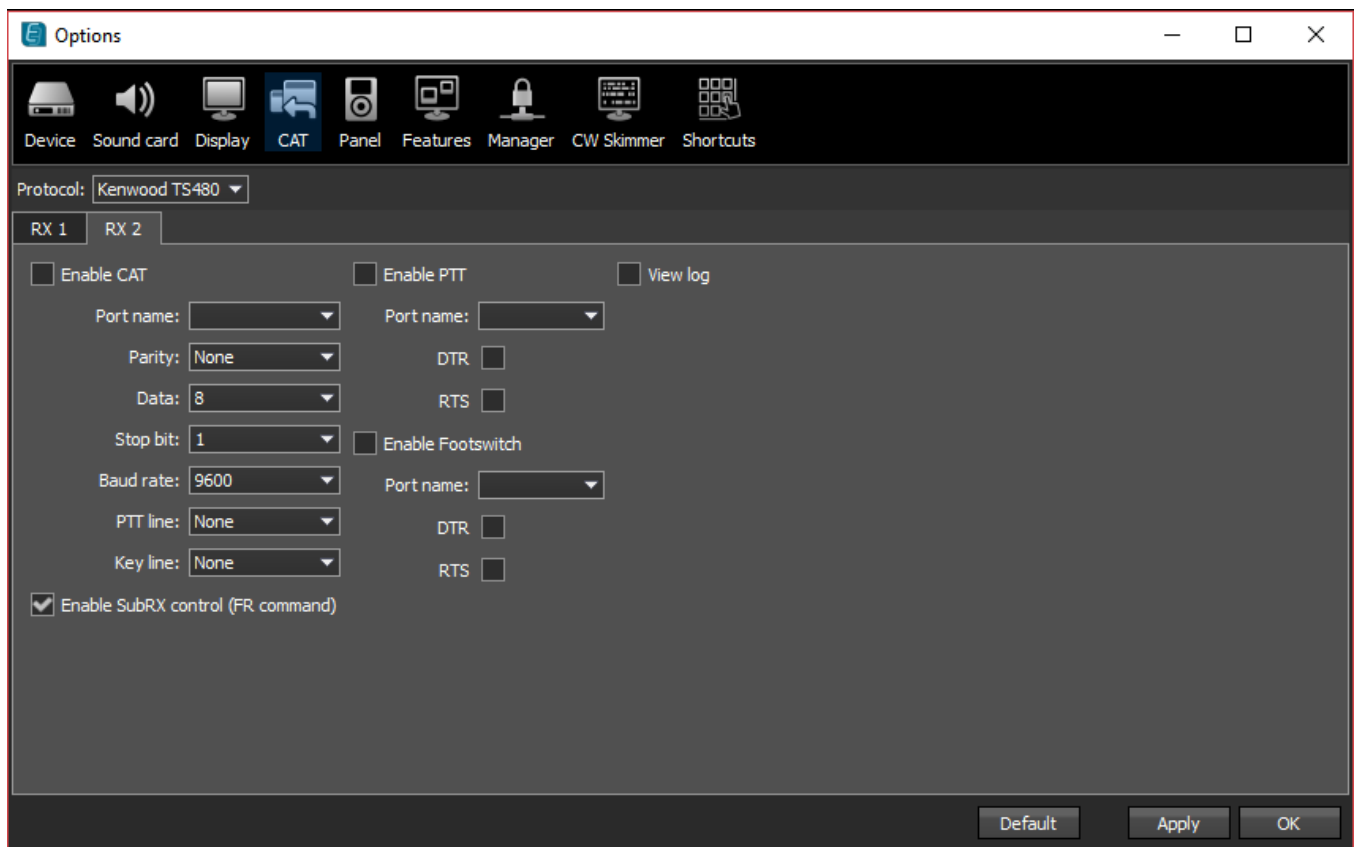 Options
Device Sound card Display CAT Panel Features Manager CW Skimmer Shortcuts
Protocol: Kenwood TS480
RX 1 RX 2
Enable CAT Enable PTT View log
Port name: Port name:
Parity: None DTR
Data: 8 RTS
Stop bit: 1 Enable Footswitch
Baud rate: 9600 Port name:
PTT line: None DTR
Key line: None RTS
Enable SubRX control (FR command)
Default Apply OK